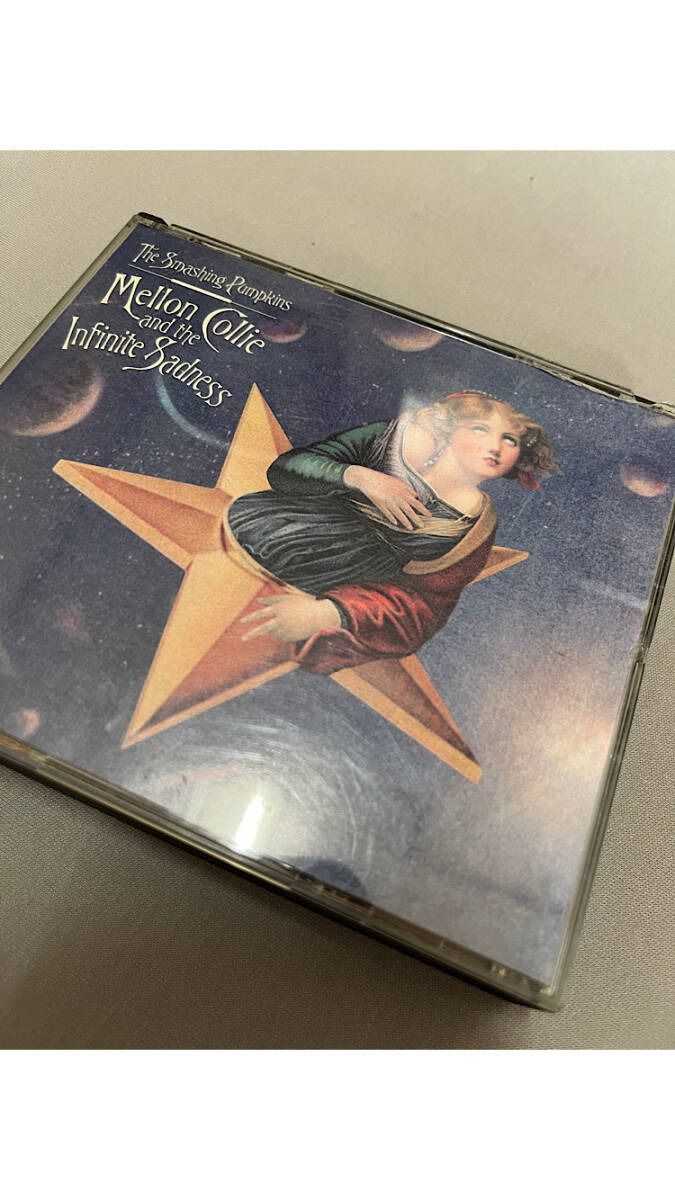 The Smashing Pumpkins
Mellon Collie
and the
Infinite Sadness